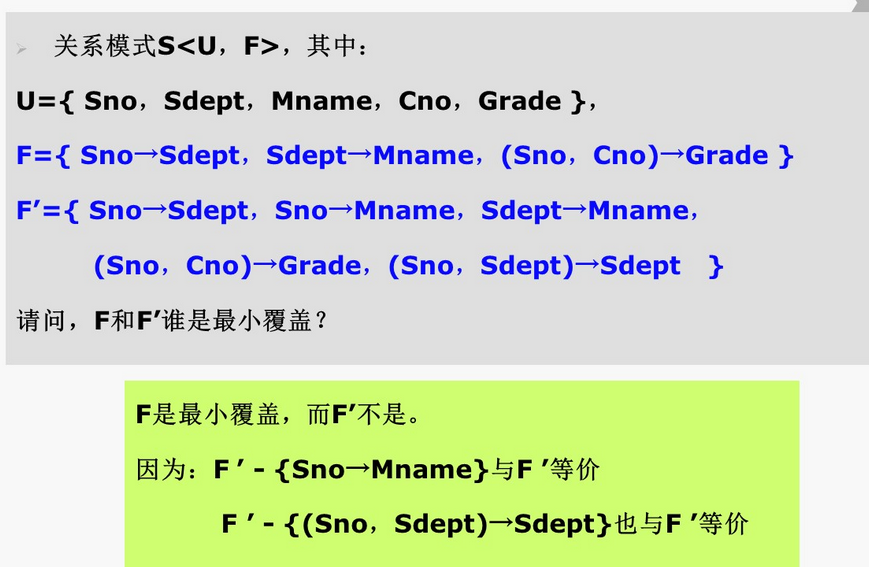 关系模式S<U，F>，其中：
U={ Sno，Sdept，Mname，Cno，Grade }，
F={ Sno→Sdept，Sdept→Mname，(Sno，Cno)→Grade }
F’={ Sno→Sdept，Sno→Mname，Sdept→Mname，
(Sno，Cno)→Grade，(Sno，Sdept)→Sdept }
请问，F和F’谁是最小覆盖？
F是最小覆盖，而F’不是。
因为：F ’ - {Sno→Mname}与F ’等价
F ’ - {(Sno，Sdept)→Sdept}也与F ’等价